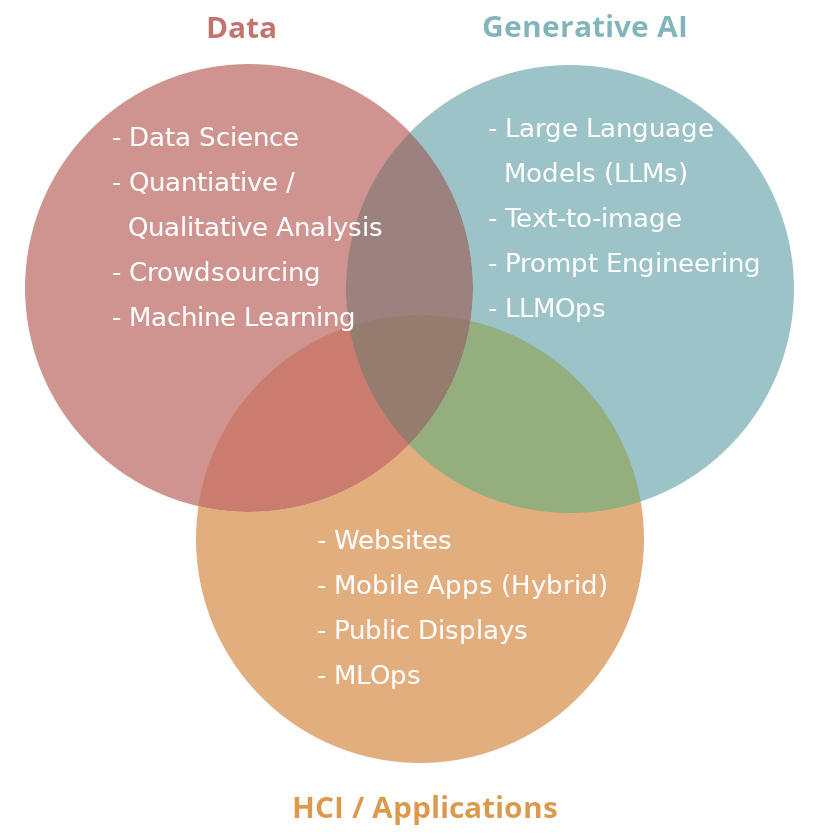 Data
Generative AI
- Data Science
- Quantiative /
Qualitative Analysis
- Crowdsourcing
- Machine Learning
- Large Language
Models (LLMs)
- Text-to-image
- Prompt Engineering
- LLMOps
- Websites
- Mobile Apps (Hybrid)
- Public Displays
- MLOps
HCI / Applications